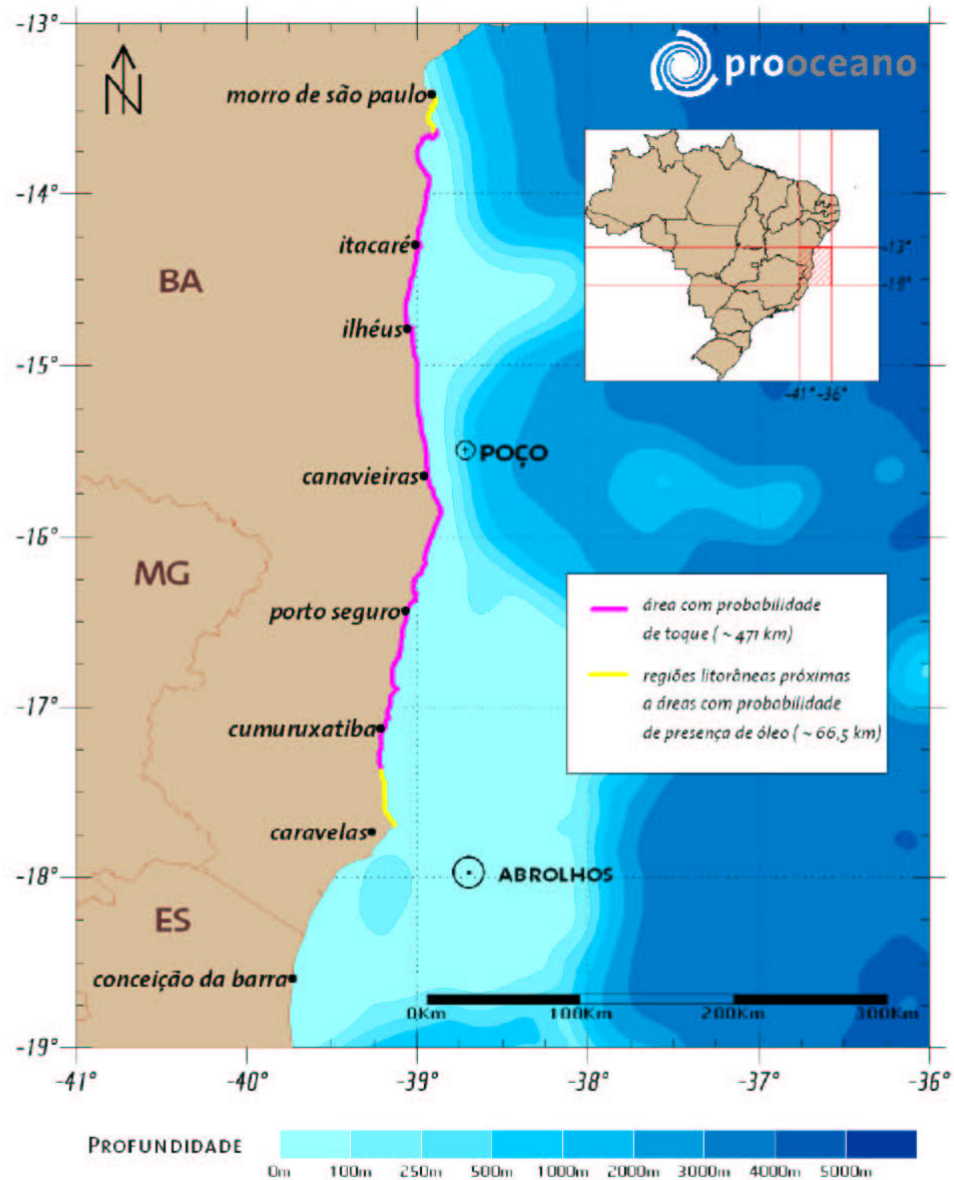 -13°
prooceano
morro de são paulo
-14°
itacaré
-13°
BA
-19°
ilhéus
-15°
-41° -36°
POÇO
canavieiras
-16°
MG
área com probabilidade
de toque ( ~ 471 km)
porto seguro
regiões litorâneas próximas
a áreas com probabilidade
de presença de óleo ( ~ 66,5 km)
-17°
cumuruxatiba
caravelas
ABROLHOS
-18°
ES
conceição da barra
0Km 100Km 200Km 300Km
-19°
-41° -40° -39° -38° -37° -36°
PROFUNDIDADE
0m 100m 250m 500m 1000m 2000m 3000m 4000m 5000m
N